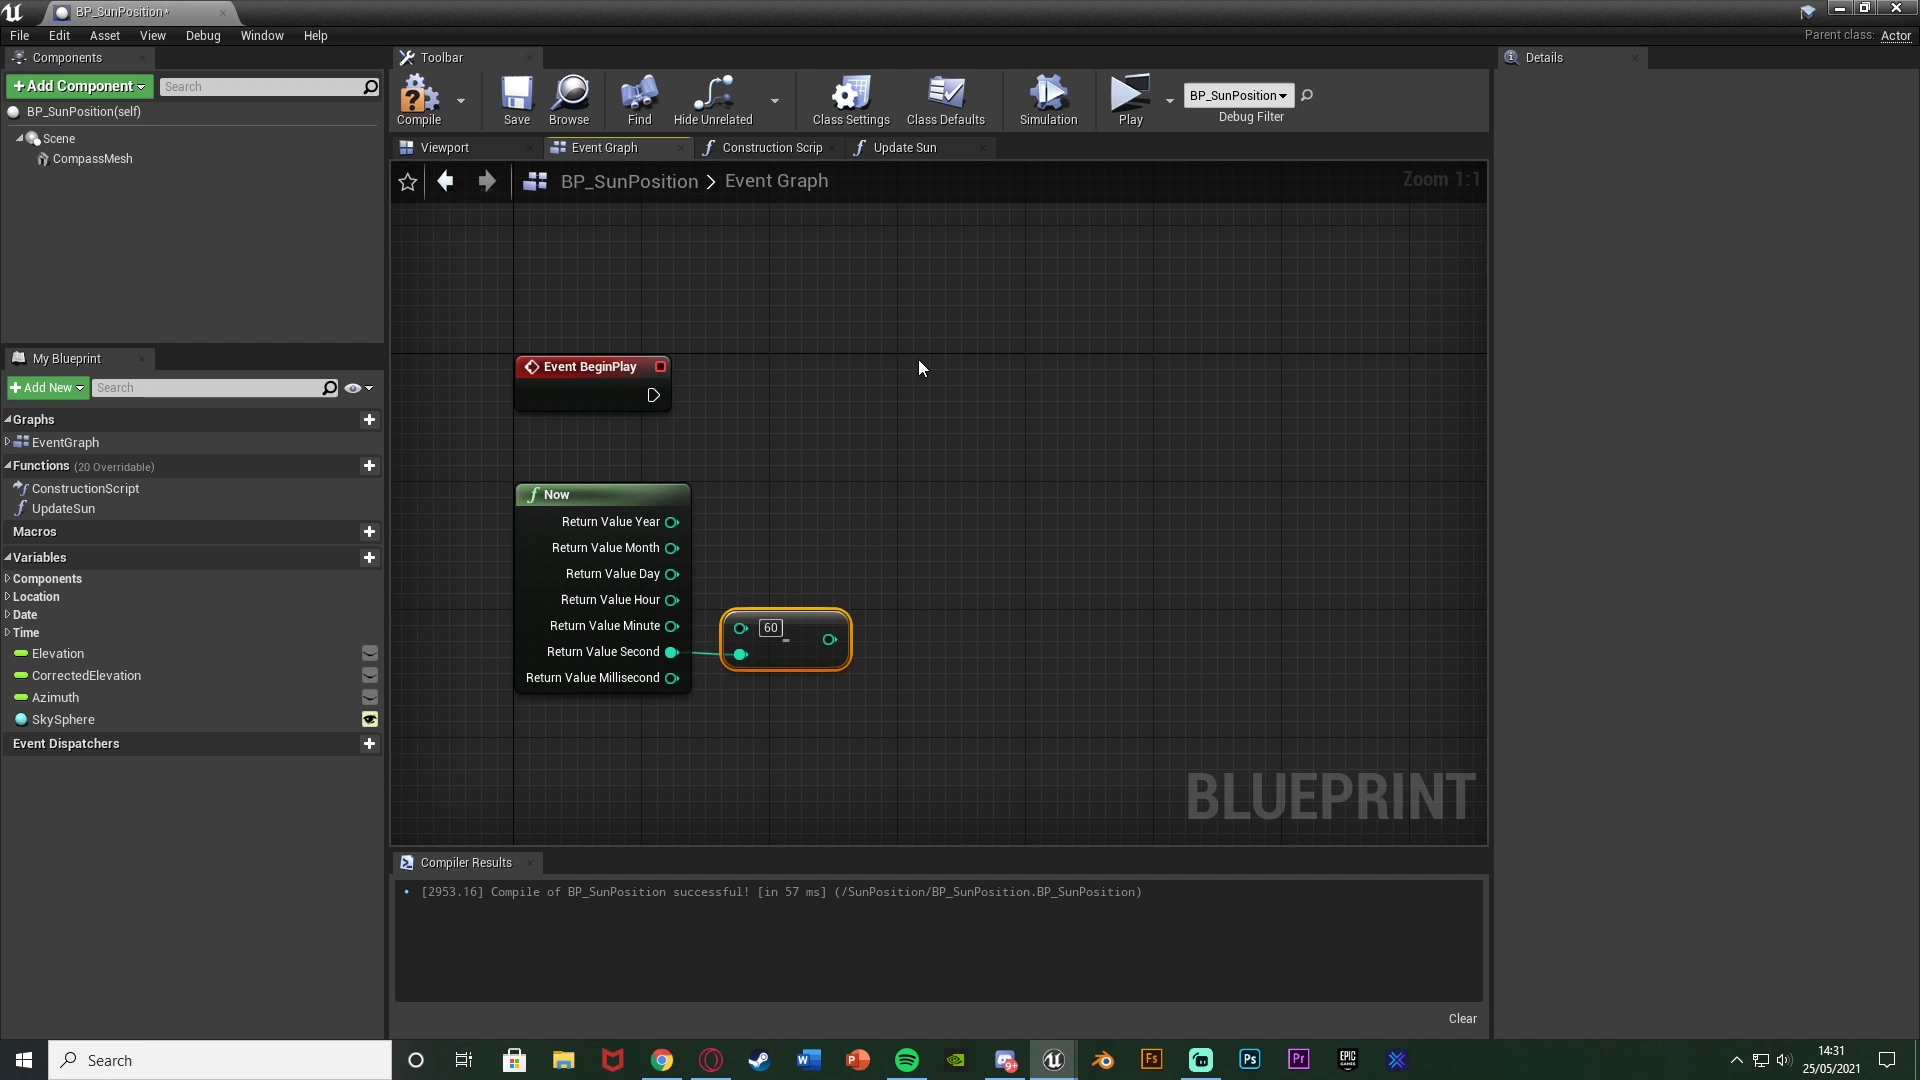 BP_SunPosition*
File Edit Asset View Debug Window Help
Parent class: Actor
Components
+ Add Component
Search
BP_SunPosition(self)
Scene
CompassMesh
Toolbar
Compile
Save
Browse
Find
Hide Unrelated
Class Settings
Class Defaults
Simulation
Play
BP_SunPosition
Debug Filter
Viewport
Event Graph
Construction Scrip
Update Sun
BP_SunPosition > Event Graph
Zoom 1:1
Details
My Blueprint
+ Add New
Search
Graphs
EventGraph
Functions (20 Overridable)
ConstructionScript
UpdateSun
Macros
Variables
Components
Location
Date
Time
Elevation
CorrectedElevation
Azimuth
SkySphere
Event Dispatchers
Event BeginPlay
Now
Return Value Year
Return Value Month
Return Value Day
Return Value Hour
Return Value Minute
Return Value Second
Return Value Millisecond
60
-
BLUEPRINT
Compiler Results
[2953.16] Compile of BP_SunPosition successful! [in 57 ms] (/SunPosition/BP_SunPosition.BP_SunPosition)
Clear
Search
14:31
25/05/2021